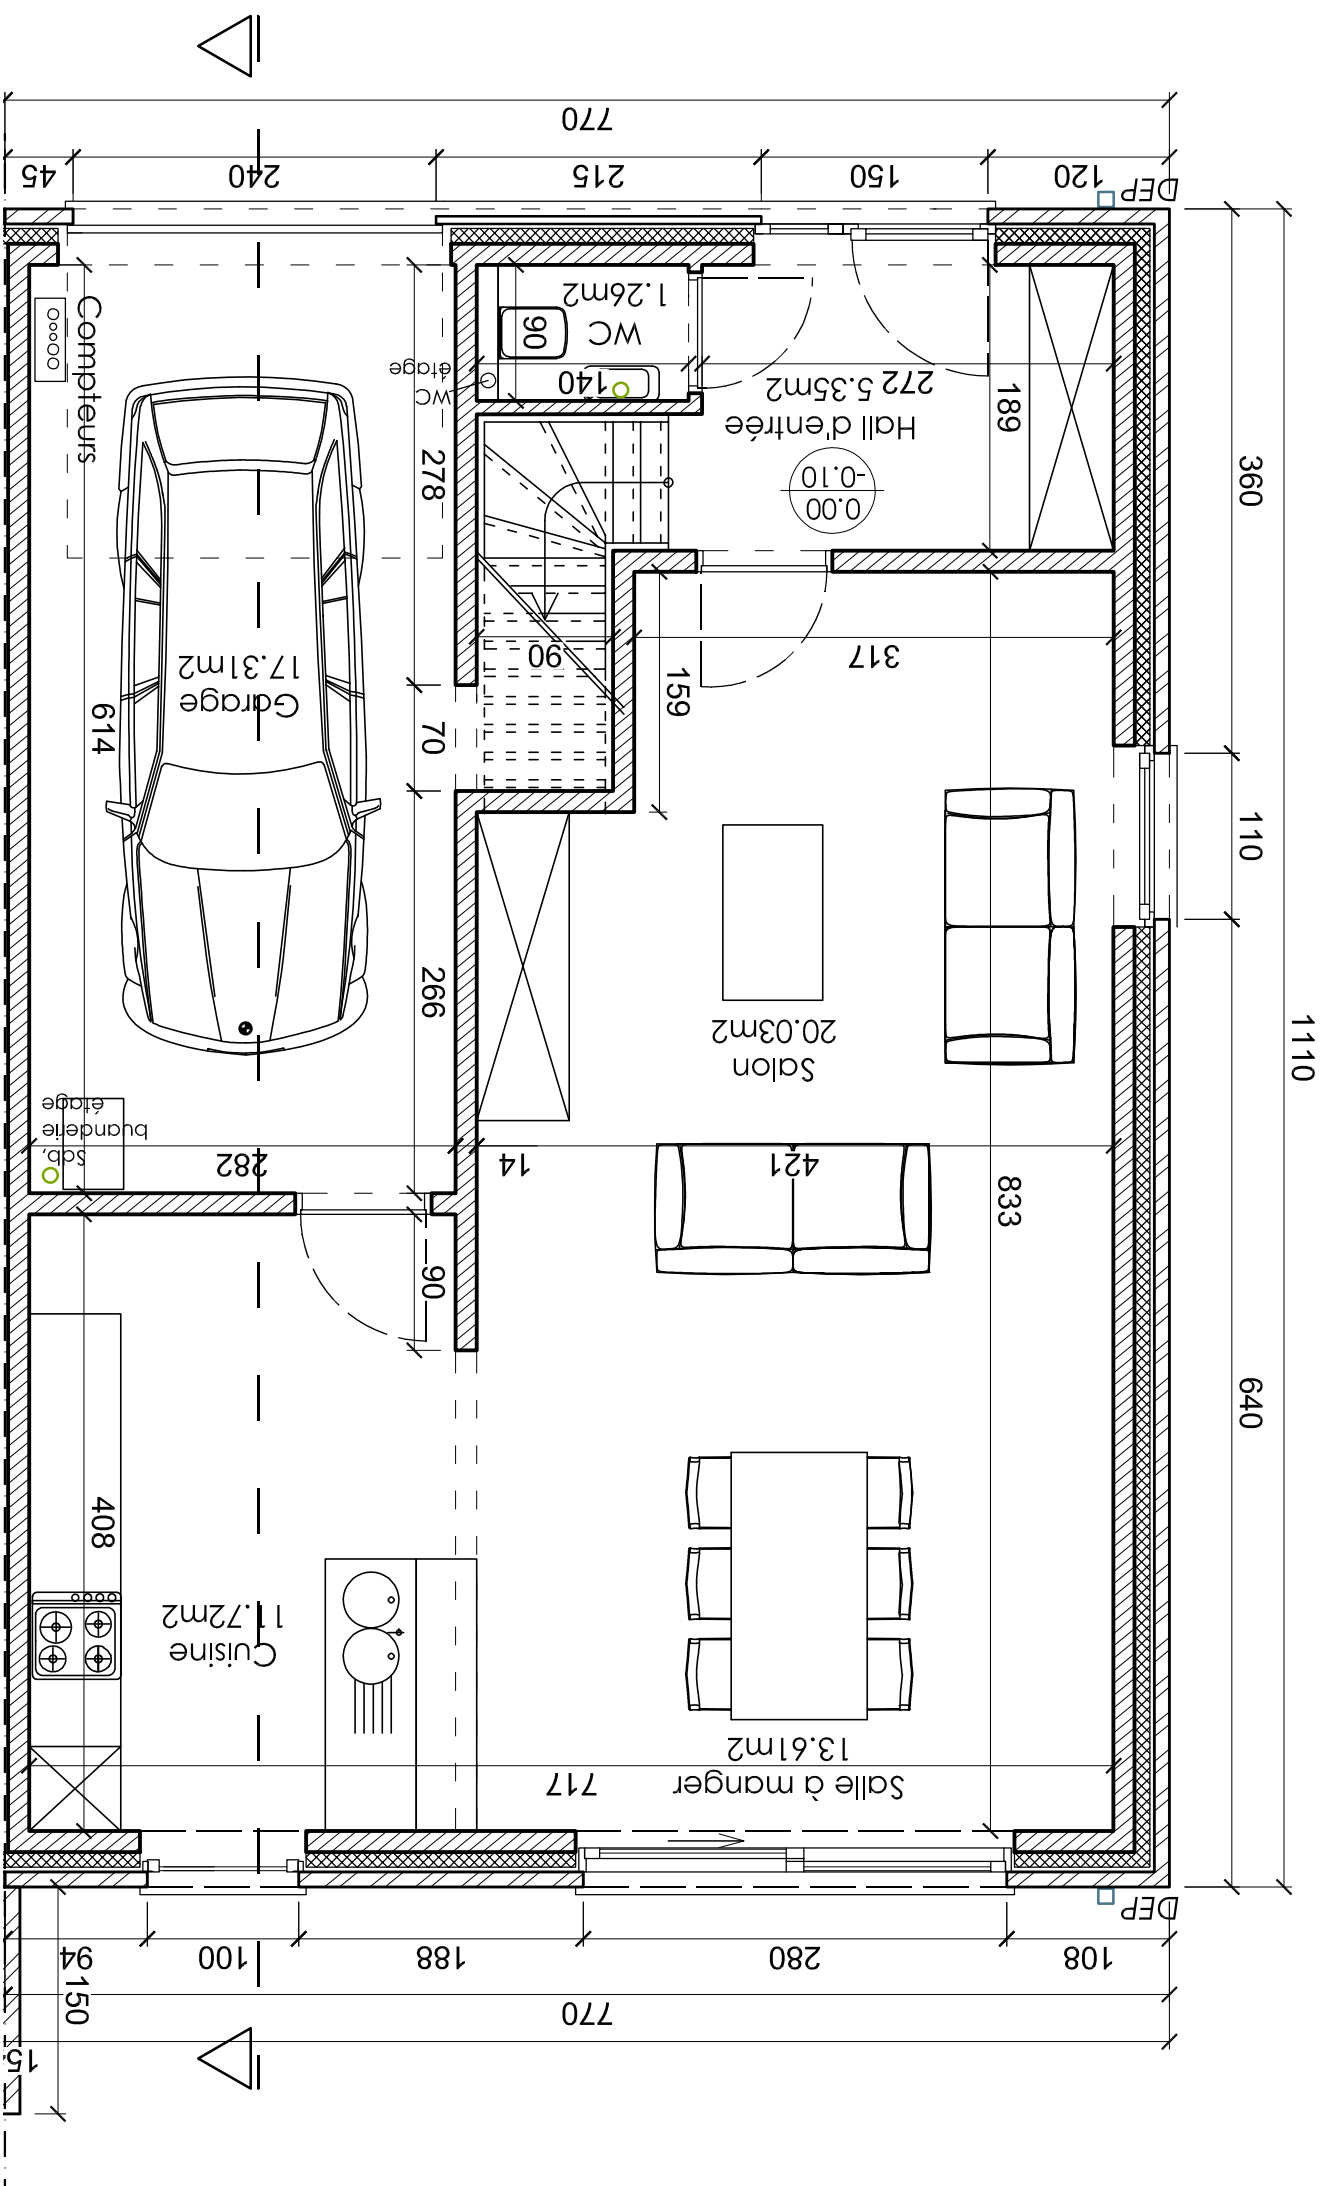 770
45
240
215
150
120
DEP
Compteurs
WC
1.26m2
90
140
WC
étage
Hall d'entrée
5.35m2
272
189
0.00
-0.10
278
360
90
317
159
Garage
17.31m2
614
70
110
266
Salon
20.03m2
1110
Sdb,
buanderie
étage
282
14
421
833
90
640
408
Cuisine
11.72m2
Salle à manger
13.61m2
717
DEP
94
100
188
280
108
150
770
15